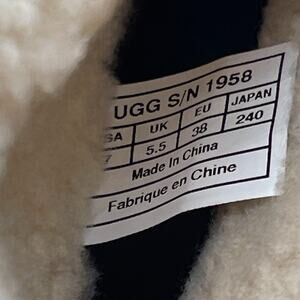 UGG S/N 1958
SA UK EU JAPAN
7 5.5 38 240
Made In China
Fabrique en Chine